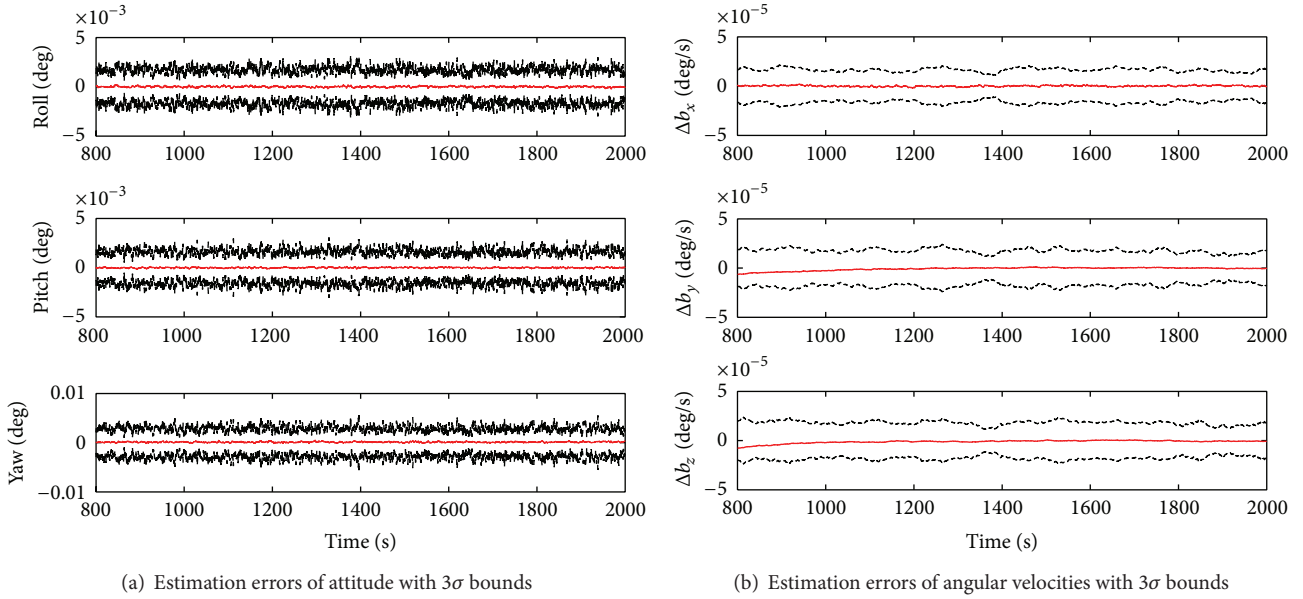 ×10⁻³
5
0
−5
Roll (deg)
800 1000 1200 1400 1600 1800 2000
×10⁻³
5
0
−5
Pitch (deg)
800 1000 1200 1400 1600 1800 2000
0.01
0
−0.01
Yaw (deg)
800 1000 1200 1400 1600 1800 2000
Time (s)
(a) Estimation errors of attitude with 3σ bounds
×10⁻⁵
5
0
−5
Δbₓ (deg/s)
800 1000 1200 1400 1600 1800 2000
×10⁻⁵
5
0
−5
Δb_y (deg/s)
800 1000 1200 1400 1600 1800 2000
×10⁻⁵
5
0
−5
Δb_z (deg/s)
800 1000 1200 1400 1600 1800 2000
Time (s)
(b) Estimation errors of angular velocities with 3σ bounds